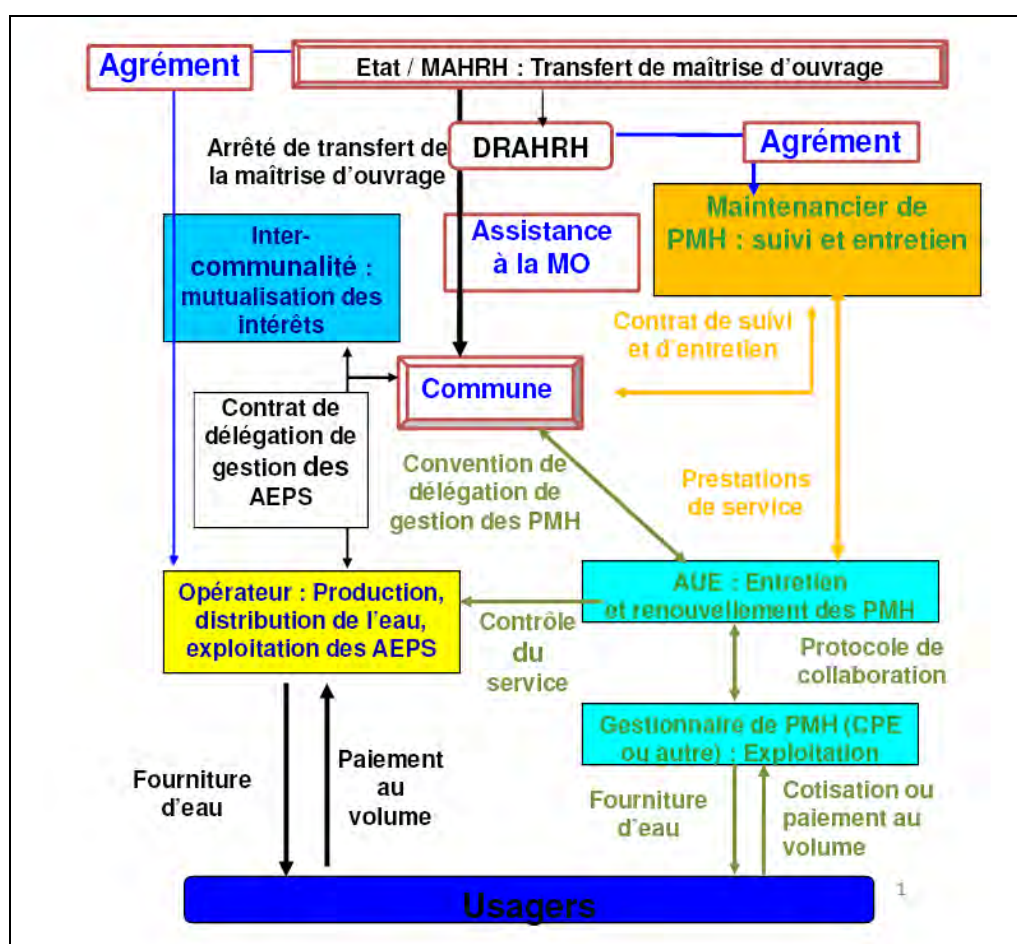 Agrément
Etat / MAHRH : Transfert de maîtrise d'ouvrage
Arrêté de transfert de
la maîtrise d'ouvrage
DRAHRH
Agrément
Inter-
communalité :
mutualisation des
intérêts
Assistance
à la MO
Maintenancier de
PMH : suivi et entretien
Contrat de suivi
et d'entretien
Commune
Contrat de
délégation de
gestion des
AEPS
Convention de
délégation de
gestion des PMH
Prestations
de service
Opérateur : Production,
distribution de l'eau,
exploitation des AEPS
Contrôle
du
service
AUE : Entretien
et renouvellement des PMH
Protocole de
collaboration
Gestionnaire de PMH (CPE
ou autre) : Exploitation
Fourniture
d'eau
Paiement
au
volume
Fourniture
d'eau
Cotisation ou
paiement au
volume
Usagers
1